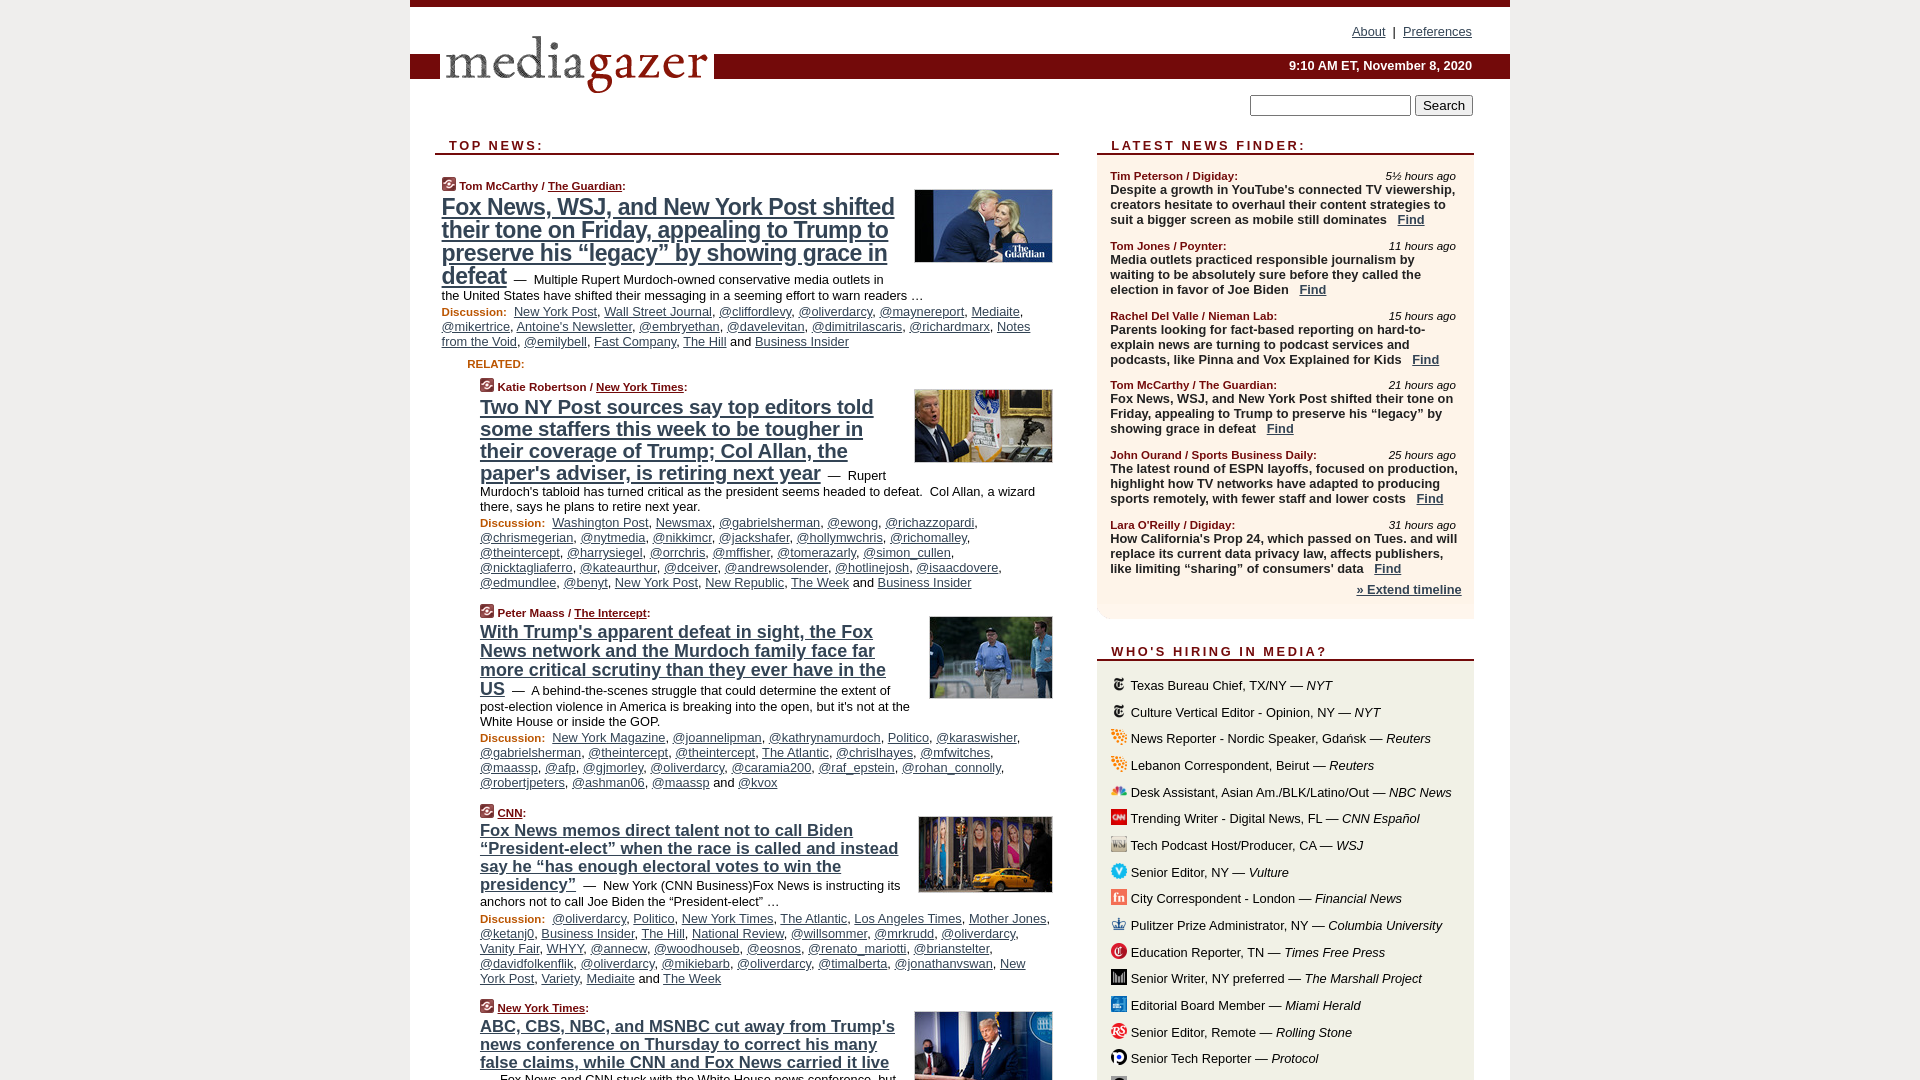 About | Preferences
mediagazer
9:10 AM ET, November 8, 2020
Search
TOP NEWS:
Tom McCarthy / The Guardian:
Fox News, WSJ, and New York Post shifted
their tone on Friday, appealing to Trump to
preserve his “legacy” by showing grace in
defeat — Multiple Rupert Murdoch-owned conservative media outlets in
the United States have shifted their messaging in a seeming effort to warn readers …
The Guardian
Discussion: New York Post, Wall Street Journal, @cliffordlevy, @oliverdarcy, @maynereport, Mediaite,
@mikertrice, Antoine's Newsletter, @embryethan, @davelevitan, @dimitrilascaris, @richardmarx, Notes
from the Void, @emilybell, Fast Company, The Hill and Business Insider
RELATED:
Katie Robertson / New York Times:
Two NY Post sources say top editors told
some staffers this week to be tougher in
their coverage of Trump; Col Allan, the
paper's adviser, is retiring next year — Rupert
Murdoch's tabloid has turned critical as the president seems headed to defeat. Col Allan, a wizard
there, says he plans to retire next year.
Discussion: Washington Post, Newsmax, @gabrielsherman, @ewong, @richazzopardi,
@chrismegerian, @nytmedia, @nikkimcr, @jackshafer, @hollymwchris, @richomalley,
@theintercept, @harrysiegel, @orrchris, @mffisher, @tomerazarly, @simon_cullen,
@nicktagliaferro, @kateaurthur, @dceiver, @andrewsolender, @hotlinejosh, @isaacdovere,
@edmundlee, @benyt, New York Post, New Republic, The Week and Business Insider
Peter Maass / The Intercept:
With Trump's apparent defeat in sight, the Fox
News network and the Murdoch family face far
more critical scrutiny than they ever have in the
US — A behind-the-scenes struggle that could determine the extent of
post-election violence in America is breaking into the open, but it's not at the
White House or inside the GOP.
Discussion: New York Magazine, @joannelipman, @kathrynamurdoch, Politico, @karaswisher,
@gabrielsherman, @theintercept, @theintercept, The Atlantic, @chrislhayes, @mfwitches,
@maassp, @afp, @gjmorley, @oliverdarcy, @caramia200, @raf_epstein, @rohan_connolly,
@robertjpeters, @ashman06, @maassp and @kvox
CNN:
Fox News memos direct talent not to call Biden
“President-elect” when the race is called and instead
say he “has enough electoral votes to win the
presidency” — New York (CNN Business)Fox News is instructing its
anchors not to call Joe Biden the “President-elect” …
Discussion: @oliverdarcy, Politico, New York Times, The Atlantic, Los Angeles Times, Mother Jones,
@ketanj0, Business Insider, The Hill, National Review, @willsommer, @mrkrudd, @oliverdarcy,
Vanity Fair, WHYY, @annecw, @woodhouseb, @eosnos, @renato_mariotti, @brianstelter,
@davidfolkenflik, @oliverdarcy, @mikiebarb, @oliverdarcy, @timalberta, @jonathanvswan, New
York Post, Variety, Mediaite and The Week
New York Times:
ABC, CBS, NBC, and MSNBC cut away from Trump's
news conference on Thursday to correct his many
false claims, while CNN and Fox News carried it live
— Fox News and CNN stuck with the White House news conference, but
LATEST NEWS FINDER:
Tim Peterson / Digiday: 5½ hours ago
Despite a growth in YouTube's connected TV viewership,
creators hesitate to overhaul their content strategies to
suit a bigger screen as mobile still dominates Find
Tom Jones / Poynter: 11 hours ago
Media outlets practiced responsible journalism by
waiting to be absolutely sure before they called the
election in favor of Joe Biden Find
Rachel Del Valle / Nieman Lab: 15 hours ago
Parents looking for fact-based reporting on hard-to-
explain news are turning to podcast services and
podcasts, like Pinna and Vox Explained for Kids Find
Tom McCarthy / The Guardian: 21 hours ago
Fox News, WSJ, and New York Post shifted their tone on
Friday, appealing to Trump to preserve his “legacy” by
showing grace in defeat Find
John Ourand / Sports Business Daily: 25 hours ago
The latest round of ESPN layoffs, focused on production,
highlight how TV networks have adapted to producing
sports remotely, with fewer staff and lower costs Find
Lara O'Reilly / Digiday: 31 hours ago
How California's Prop 24, which passed on Tues. and will
replace its current data privacy law, affects publishers,
like limiting “sharing” of consumers' data Find
» Extend timeline
WHO'S HIRING IN MEDIA?
Texas Bureau Chief, TX/NY — NYT
Culture Vertical Editor - Opinion, NY — NYT
News Reporter - Nordic Speaker, Gdańsk — Reuters
Lebanon Correspondent, Beirut — Reuters
Desk Assistant, Asian Am./BLK/Latino/Out — NBC News
Trending Writer - Digital News, FL — CNN Español
Tech Podcast Host/Producer, CA — WSJ
Senior Editor, NY — Vulture
City Correspondent - London — Financial News
Pulitzer Prize Administrator, NY — Columbia University
Education Reporter, TN — Times Free Press
Senior Writer, NY preferred — The Marshall Project
Editorial Board Member — Miami Herald
Senior Editor, Remote — Rolling Stone
Senior Tech Reporter — Protocol